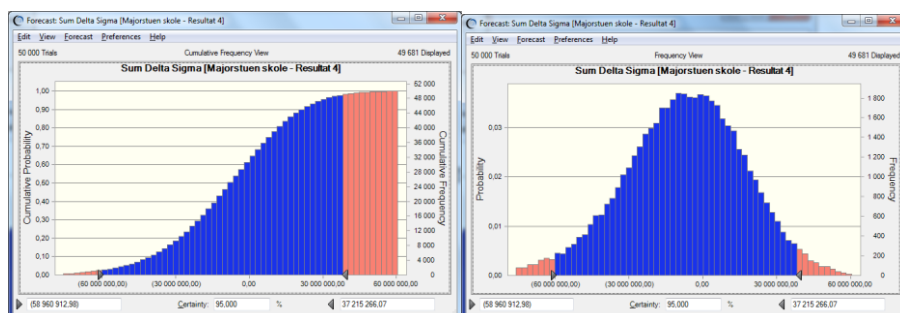 Forecast: Sum Delta Sigma [Majorstuen skole - Resultat 4]
Edit View Forecast Preferences Help
50 000 Trials Cumulative Frequency View 49 681 Displayed
Sum Delta Sigma [Majorstuen skole - Resultat 4]
Cumulative Probability
1,00
0,90
0,80
0,70
0,60
0,50
0,40
0,30
0,20
0,10
0,00
52 000
48 000
44 000
40 000
36 000
32 000
28 000
24 000
20 000
16 000
12 000
8 000
4 000
0
Cumulative Frequency
(60 000 000,00) (30 000 000,00) 0,00 30 000 000,00 60 000 000,00
(58 960 912,98) Certainty: 95,000 % 37 215 266,07
Forecast: Sum Delta Sigma [Majorstuen skole - Resultat 4]
Edit View Forecast Preferences Help
50 000 Trials Frequency View 49 681 Displayed
Sum Delta Sigma [Majorstuen skole - Resultat 4]
Probability
0,03
0,02
0,01
0,00
1 800
1 600
1 400
1 200
1 000
800
600
400
200
0
Frequency
(60 000 000,00) (30 000 000,00) 0,00 30 000 000,00 60 000 000,00
(58 960 912,98) Certainty: 95,000 % 37 215 266,07